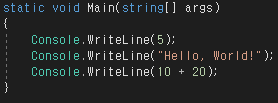 static void Main(string[] args)
{
    Console.WriteLine(5);
    Console.WriteLine("Hello, World!");
    Console.WriteLine(10 + 20);
}